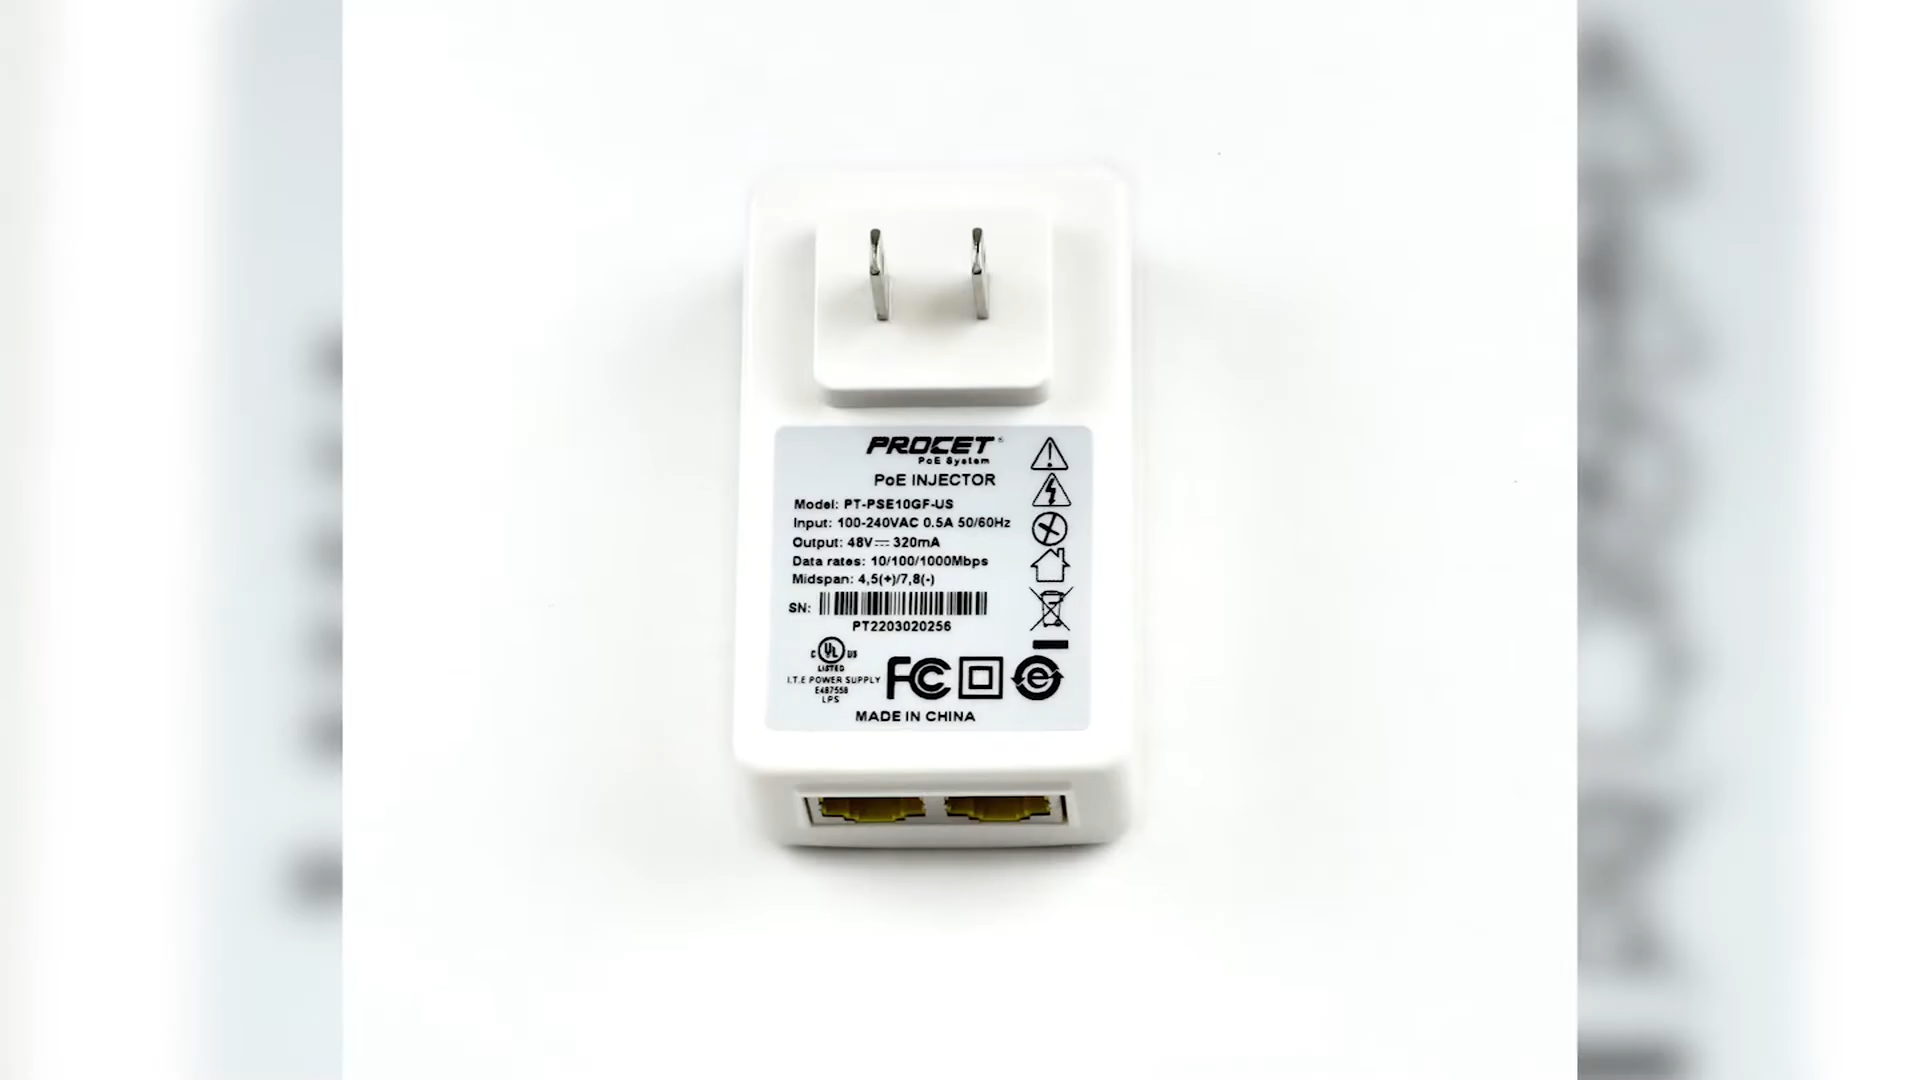 PROCET®
PoE System
PoE INJECTOR
Model: PT-PSE10GF-US
Input: 100-240VAC 0.5A 50/60Hz
Output: 48V⎓320mA
Data rates: 10/100/1000Mbps
Midspan: 4,5(+)/7,8(-)
SN:
PT2203020256
C UL US
LISTED
I.T.E POWER SUPPLY
E487558
LPS
FC
e
MADE IN CHINA